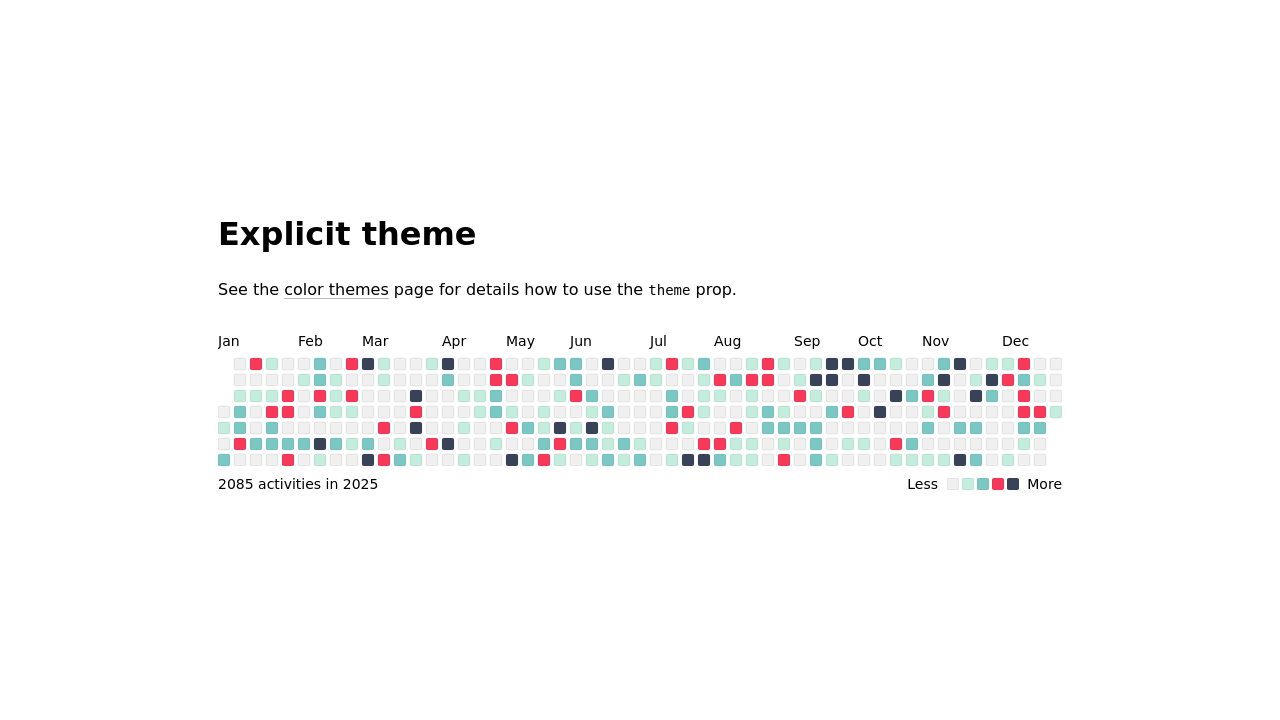 Explicit theme
See the color themes page for details how to use the theme prop.
Jan Feb Mar Apr May Jun Jul Aug Sep Oct Nov Dec
2085 activities in 2025 Less More